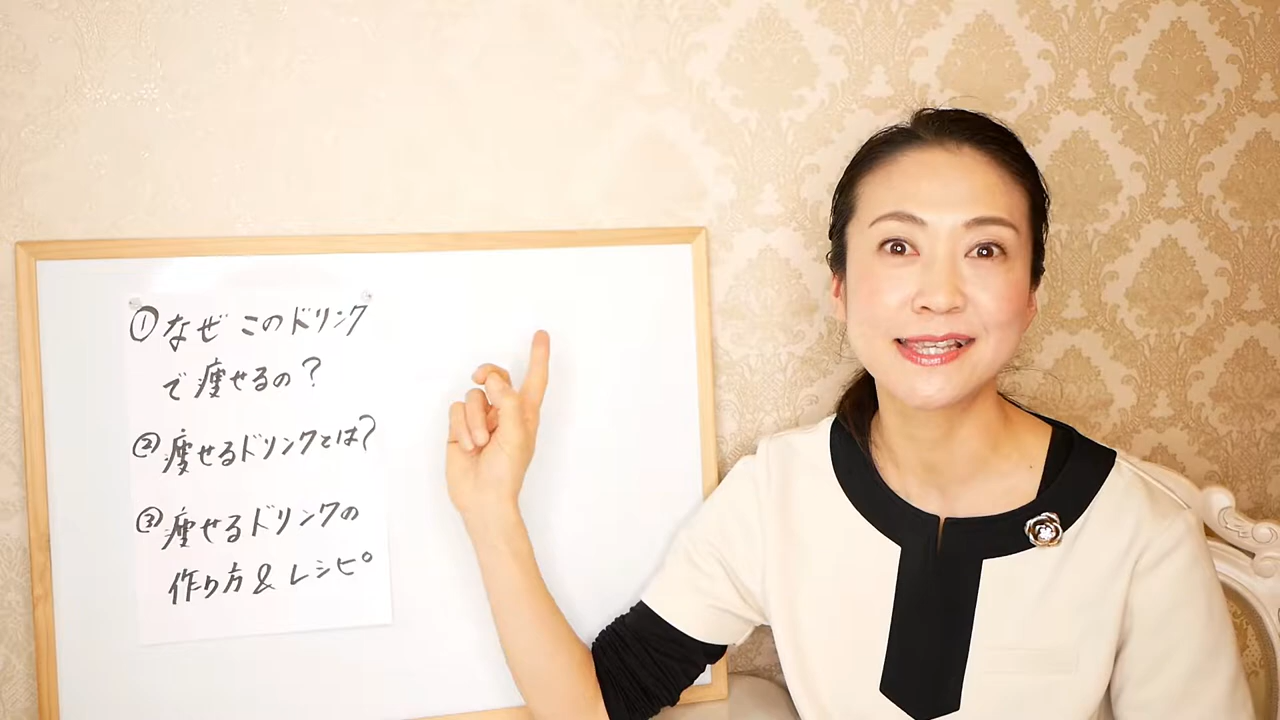 ①なぜ このドリンク
で痩せるの？
②痩せるドリンクとは？
③痩せるドリンクの
作り方＆レシピ